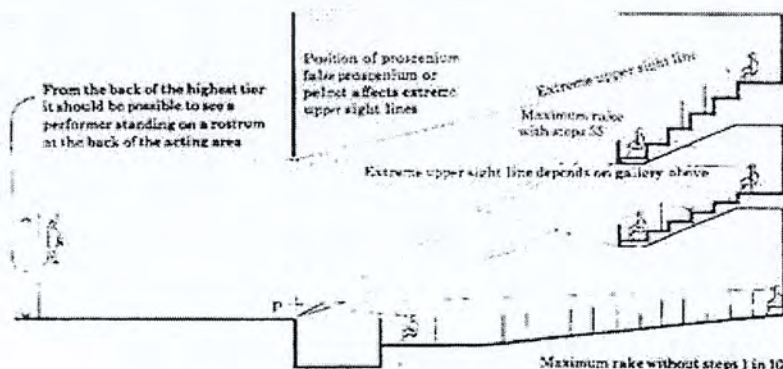 From the back of the highest tier
it should be possible to see a
performer standing on a rostrum
at the back of the acting area
Position of proscenium
false proscenium or
pelmet affects extreme
upper sight lines
Extreme upper sight line
Maximum rake
with steps 35
Extreme upper sight line depends on gallery above
P
Maximum rake without steps 1 in 10